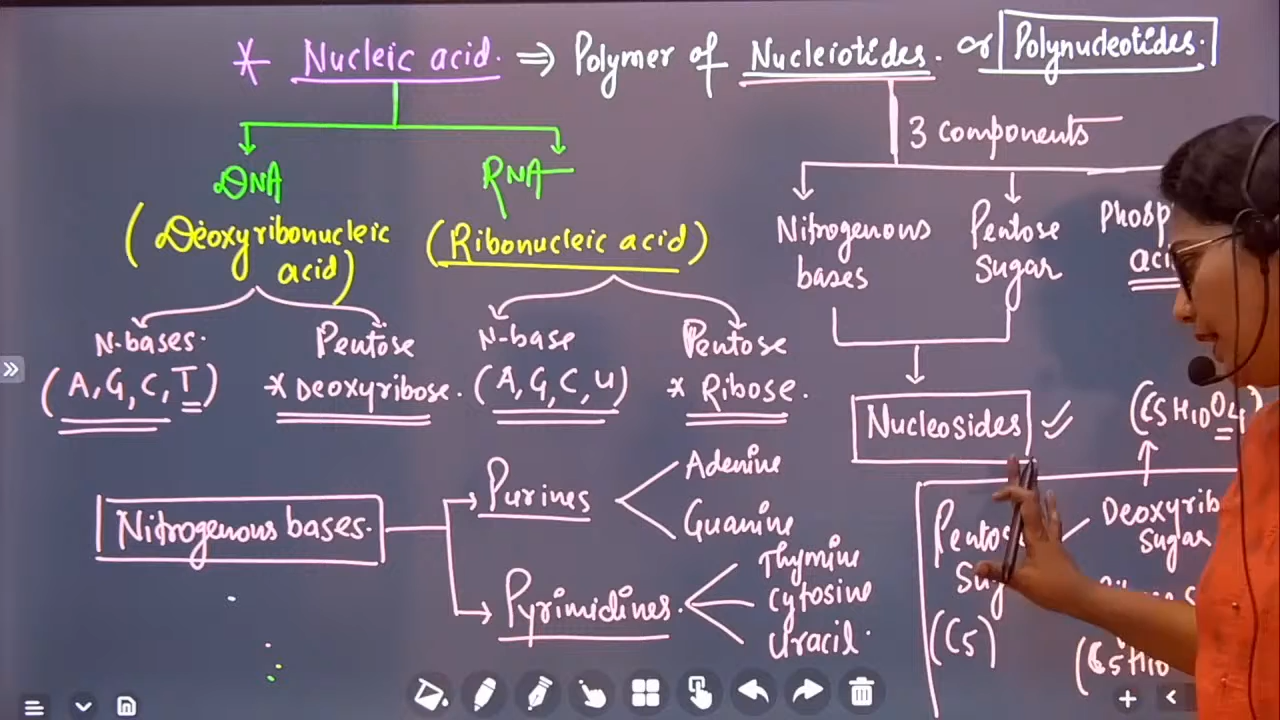 * Nucleic acid. ⇒ Polymer of Nucleiotides. or Polynucleotides.
3 components
DNA RNA
(Deoxyribonucleic acid) (Ribonucleic acid)
Nitrogenous bases
Pentose Sugar
N-bases. Pentose N-base Pentose
(A, G, C, T) * Deoxyribose. (A, G, C, U) * Ribose.
Nucleosides
(C5H10O4)
Nitrogenous bases.
Purines
Adenine
Guanine
Pyrimidines.
Thymine
Cytosine
Uracil.
Sugar
(C5)